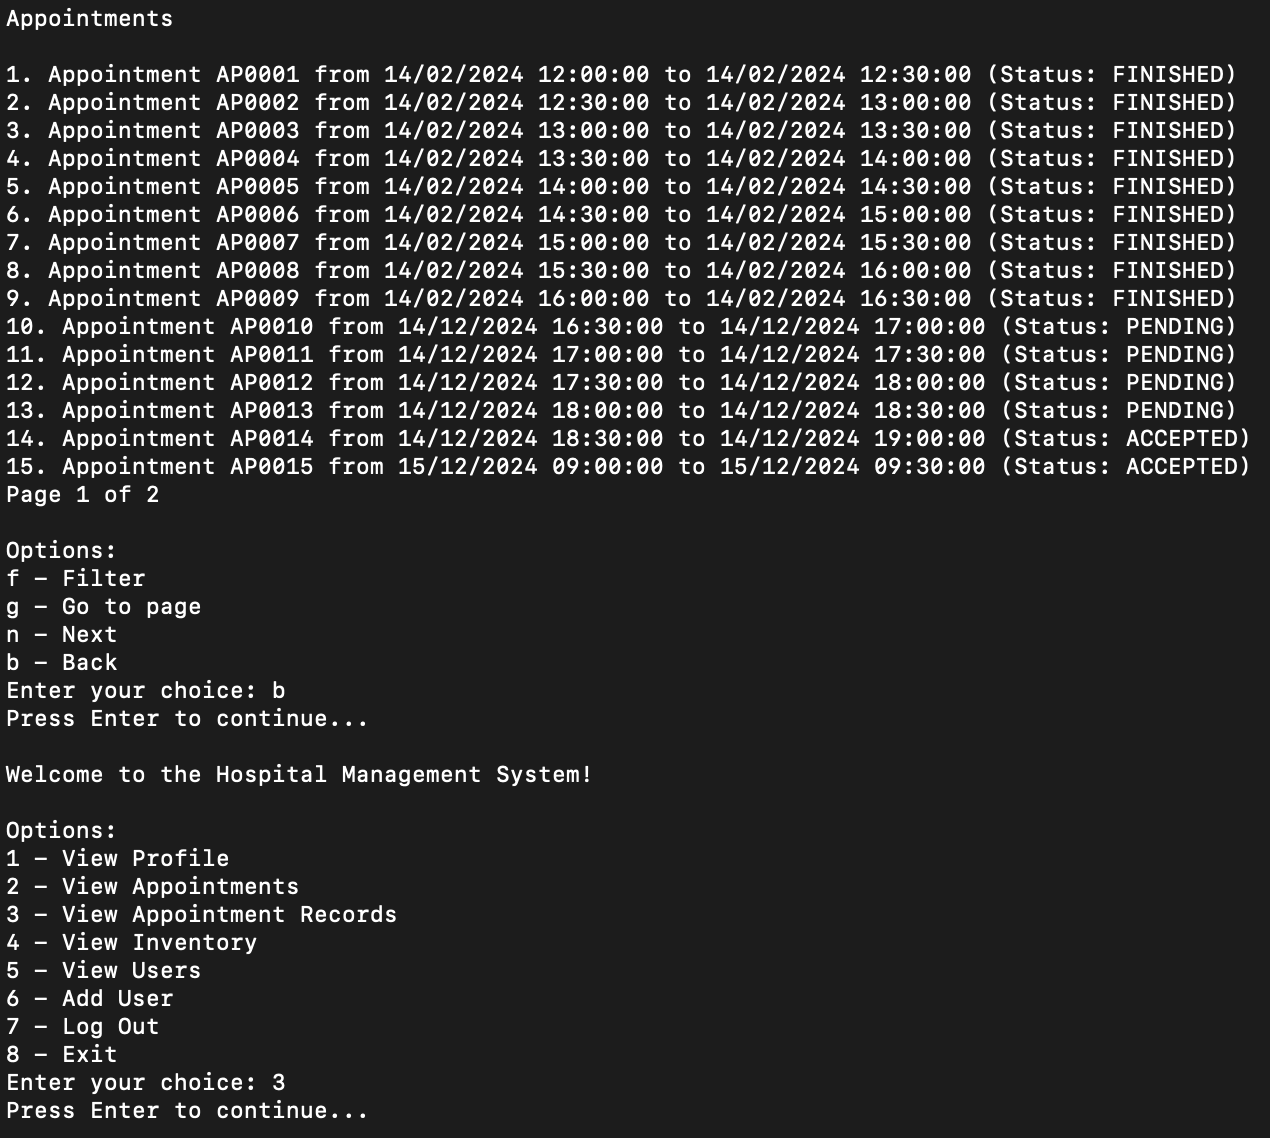 Appointments
1. Appointment AP0001 from 14/02/2024 12:00:00 to 14/02/2024 12:30:00 (Status: FINISHED)
2. Appointment AP0002 from 14/02/2024 12:30:00 to 14/02/2024 13:00:00 (Status: FINISHED)
3. Appointment AP0003 from 14/02/2024 13:00:00 to 14/02/2024 13:30:00 (Status: FINISHED)
4. Appointment AP0004 from 14/02/2024 13:30:00 to 14/02/2024 14:00:00 (Status: FINISHED)
5. Appointment AP0005 from 14/02/2024 14:00:00 to 14/02/2024 14:30:00 (Status: FINISHED)
6. Appointment AP0006 from 14/02/2024 14:30:00 to 14/02/2024 15:00:00 (Status: FINISHED)
7. Appointment AP0007 from 14/02/2024 15:00:00 to 14/02/2024 15:30:00 (Status: FINISHED)
8. Appointment AP0008 from 14/02/2024 15:30:00 to 14/02/2024 16:00:00 (Status: FINISHED)
9. Appointment AP0009 from 14/02/2024 16:00:00 to 14/02/2024 16:30:00 (Status: FINISHED)
10. Appointment AP0010 from 14/12/2024 16:30:00 to 14/12/2024 17:00:00 (Status: PENDING)
11. Appointment AP0011 from 14/12/2024 17:00:00 to 14/12/2024 17:30:00 (Status: PENDING)
12. Appointment AP0012 from 14/12/2024 17:30:00 to 14/12/2024 18:00:00 (Status: PENDING)
13. Appointment AP0013 from 14/12/2024 18:00:00 to 14/12/2024 18:30:00 (Status: PENDING)
14. Appointment AP0014 from 14/12/2024 18:30:00 to 14/12/2024 19:00:00 (Status: ACCEPTED)
15. Appointment AP0015 from 15/12/2024 09:00:00 to 15/12/2024 09:30:00 (Status: ACCEPTED)
Page 1 of 2
Options:
f – Filter
g – Go to page
n – Next
b – Back
Enter your choice: b
Press Enter to continue...
Welcome to the Hospital Management System!
Options:
1 – View Profile
2 – View Appointments
3 – View Appointment Records
4 – View Inventory
5 – View Users
6 – Add User
7 – Log Out
8 – Exit
Enter your choice: 3
Press Enter to continue...